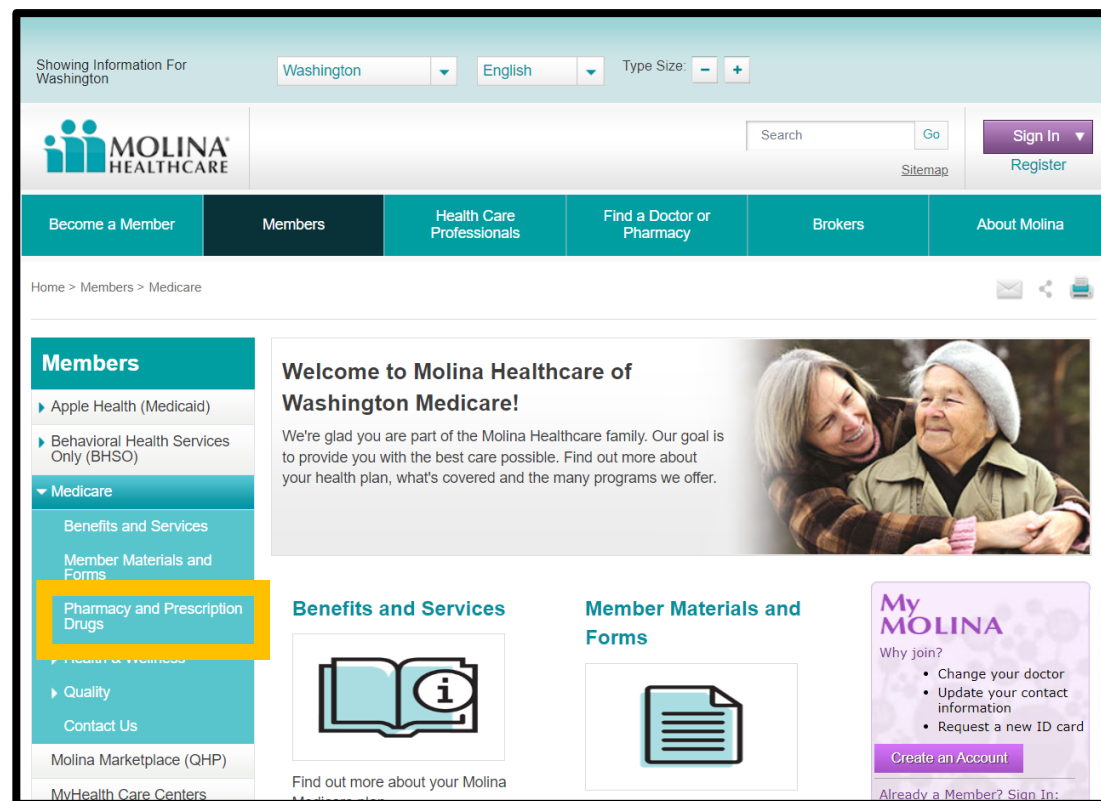 Showing Information For
Washington
Washington
English
Type Size: - +
MOLINA
HEALTHCARE
Search
Go
Sitemap
Sign In
Register
Become a Member
Members
Health Care
Professionals
Find a Doctor or
Pharmacy
Brokers
About Molina
Home > Members > Medicare
Members
Apple Health (Medicaid)
Behavioral Health Services
Only (BHSO)
Medicare
Benefits and Services
Member Materials and
Forms
Pharmacy and Prescription
Drugs
Health & Wellness
Quality
Contact Us
Molina Marketplace (QHP)
MyHealth Care Centers
Welcome to Molina Healthcare of
Washington Medicare!
We're glad you are part of the Molina Healthcare family. Our goal is
to provide you with the best care possible. Find out more about
your health plan, what's covered and the many programs we offer.
Benefits and Services
i
Find out more about your Molina
Medicare plan
Member Materials and
Forms
My
MOLINA
Why join?
• Change your doctor
• Update your contact
information
• Request a new ID card
Create an Account
Already a Member? Sign In: